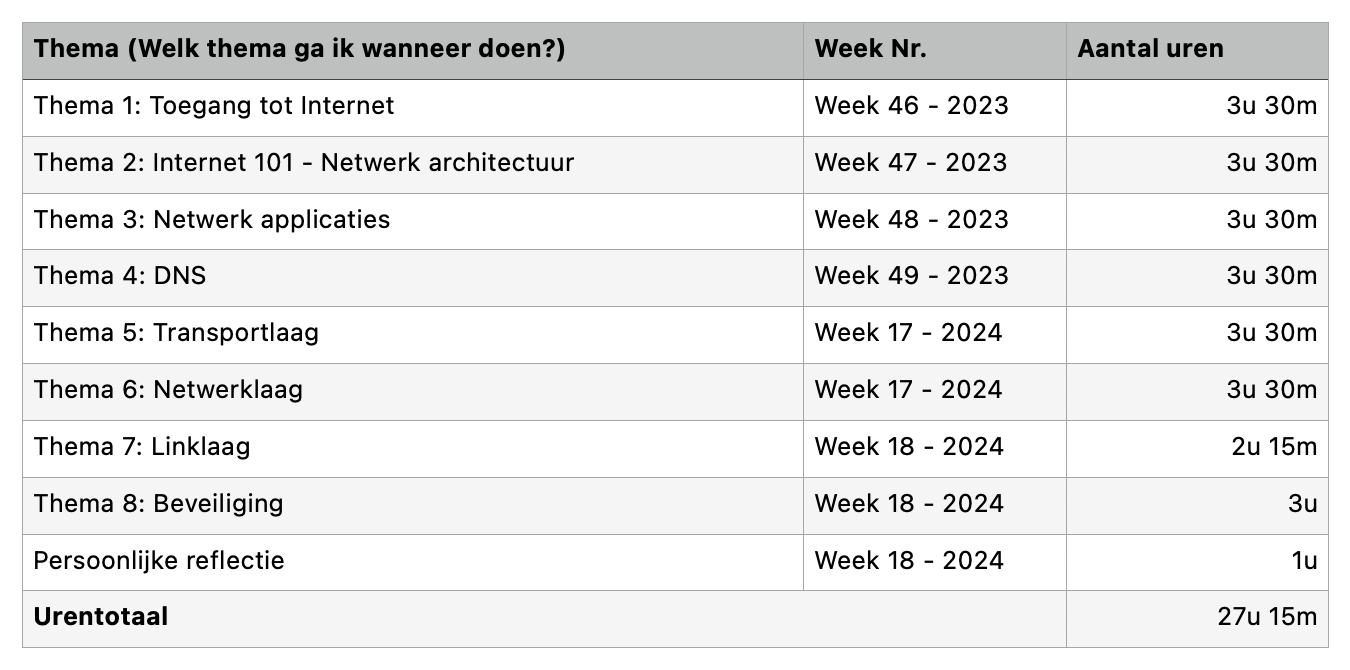 Thema (Welk thema ga ik wanneer doen?) Week Nr. Aantal uren
Thema 1: Toegang tot Internet Week 46 - 2023 3u 30m
Thema 2: Internet 101 - Netwerk architectuur Week 47 - 2023 3u 30m
Thema 3: Netwerk applicaties Week 48 - 2023 3u 30m
Thema 4: DNS Week 49 - 2023 3u 30m
Thema 5: Transportlaag Week 17 - 2024 3u 30m
Thema 6: Netwerklaag Week 17 - 2024 3u 30m
Thema 7: Linklaag Week 18 - 2024 2u 15m
Thema 8: Beveiliging Week 18 - 2024 3u
Persoonlijke reflectie Week 18 - 2024 1u
Urentotaal 27u 15m